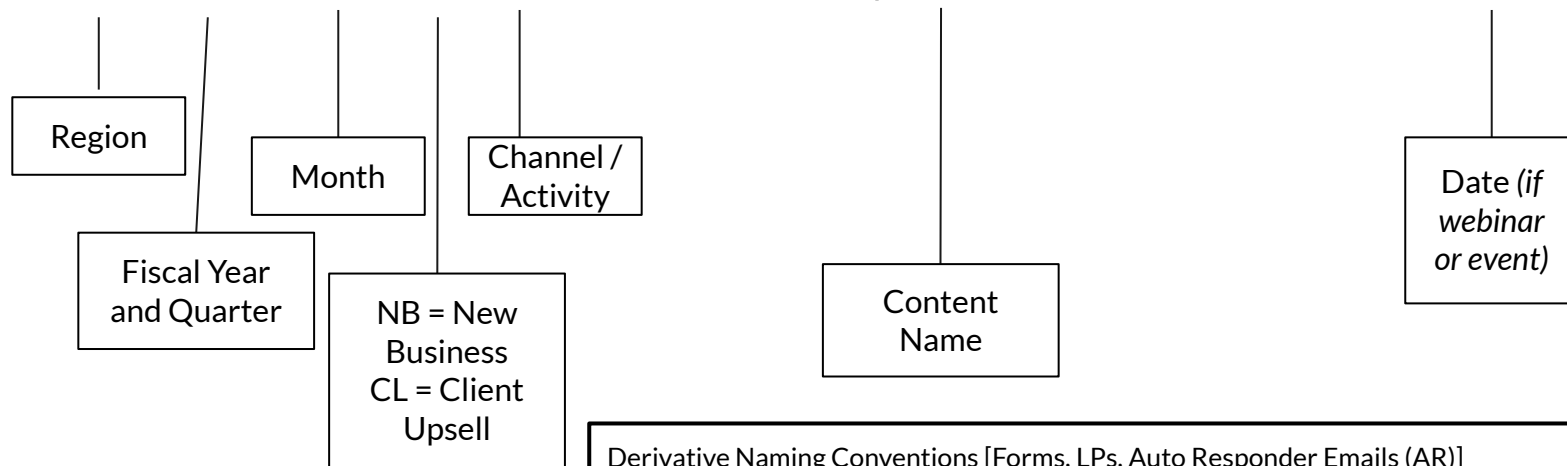 Region
Month
Channel /
Activity
Date (if
webinar
or event)
Fiscal Year
and Quarter
NB = New
Business
CL = Client
Upsell
Content
Name
Derivative Naming Conventions [Forms, LPs, Auto Responder Emails (AR)]